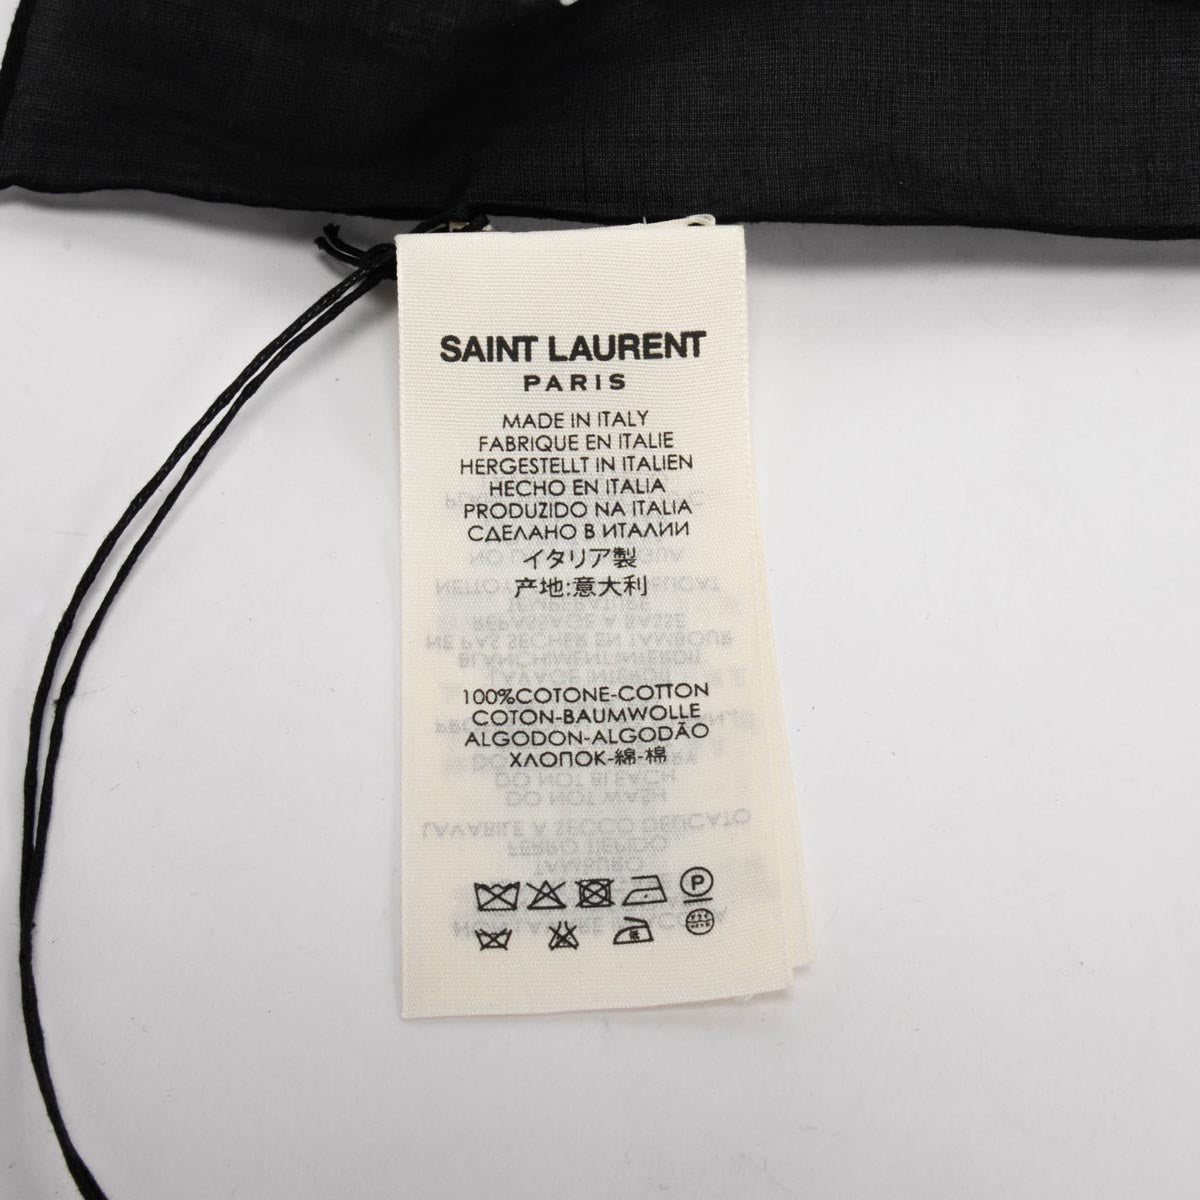 SAINT LAURENT
PARIS
MADE IN ITALY
FABRIQUE EN ITALIE
HERGESTELLT IN ITALIEN
HECHO EN ITALIA
PRODUZIDO NA ITALIA
СДЕЛАНО В ИТАЛИИ
イタリア製
产地:意大利
100%COTONE-COTTON
COTON-BAUMWOLLE
ALGODON-ALGODÃO
ХЛОПОК-綿-棉
P